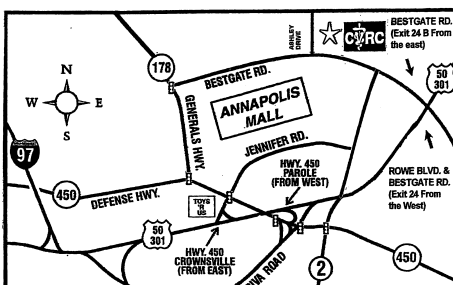 BESTGATE RD.
(Exit 24 B From
the east)
ASHLEY
DRIVE
CVRC
50
301
178
BESTGATE RD.
N
W E
S
ANNAPOLIS
MALL
GENERALS HWY.
JENNIFER RD.
97
HWY. 450
PAROLE
(FROM WEST)
ROWE BLVD. &
BESTGATE RD.
(Exit 24 From
the West)
450
DEFENSE HWY.
TOYS
'R
US
50
301
HWY. 450
CROWNSVILLE
(FROM EAST)
IVA ROAD
2
450